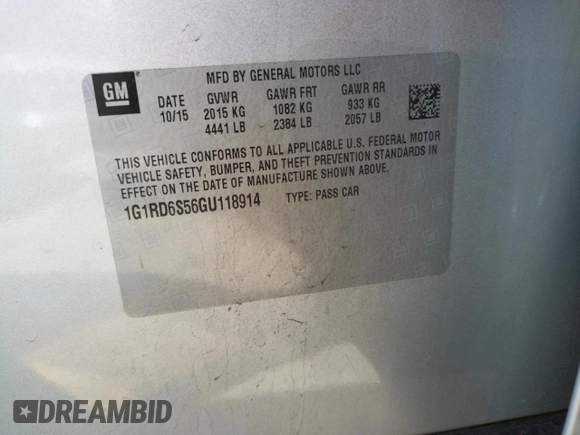 GM
MFD BY GENERAL MOTORS LLC
DATE GVWR GAWR FRT GAWR RR
10/15 2015 KG 1082 KG 933 KG
4441 LB 2384 LB 2057 LB
THIS VEHICLE CONFORMS TO ALL APPLICABLE U.S. FEDERAL MOTOR
VEHICLE SAFETY, BUMPER, AND THEFT PREVENTION STANDARDS IN
EFFECT ON THE DATE OF MANUFACTURE SHOWN ABOVE.
1G1RD6S56GU118914 TYPE: PASS CAR
DREAMBID